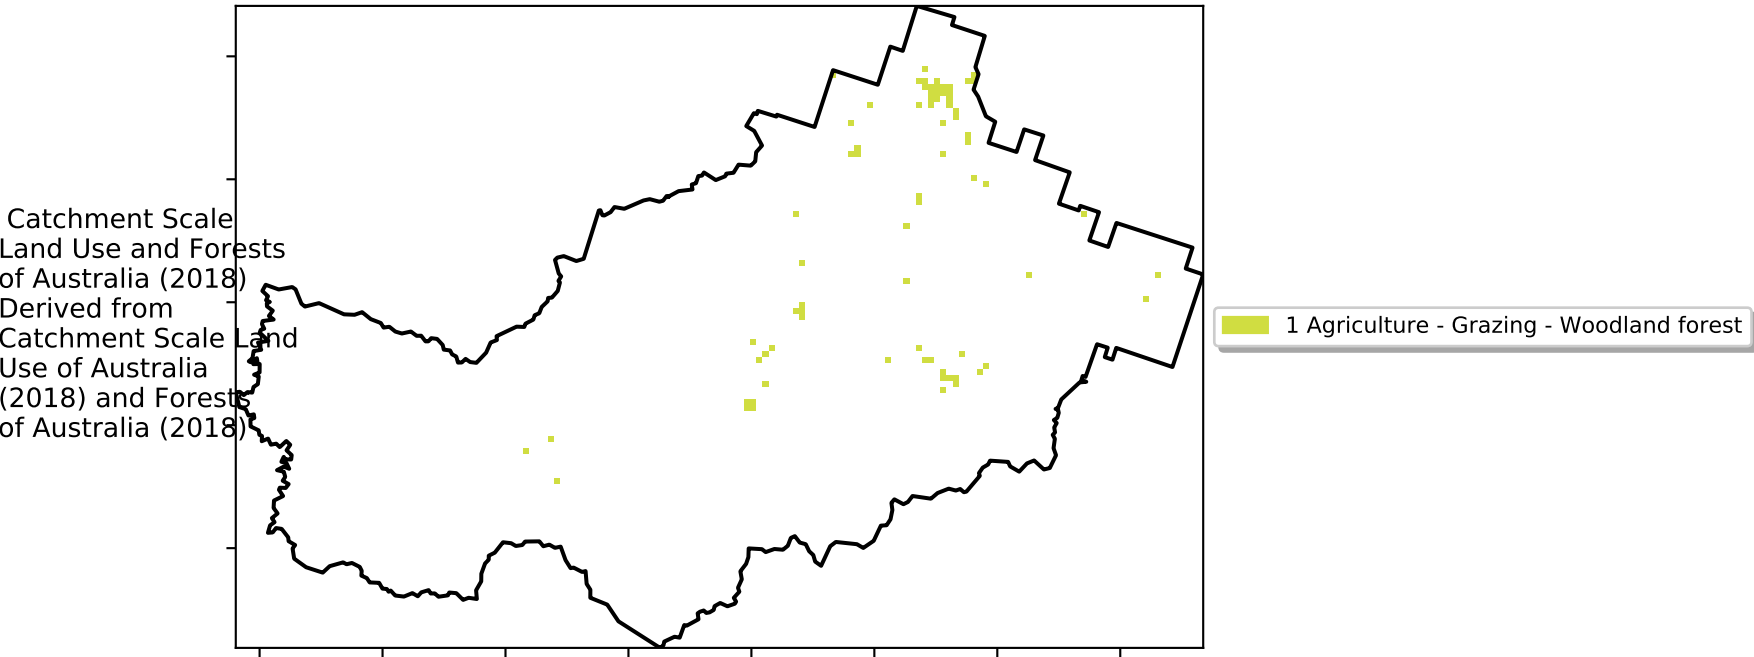 Catchment Scale
Land Use and Forests
of Australia (2018)
Derived from
Catchment Scale Land
Use of Australia
(2018) and Forests
of Australia (2018)
1 Agriculture - Grazing - Woodland forest